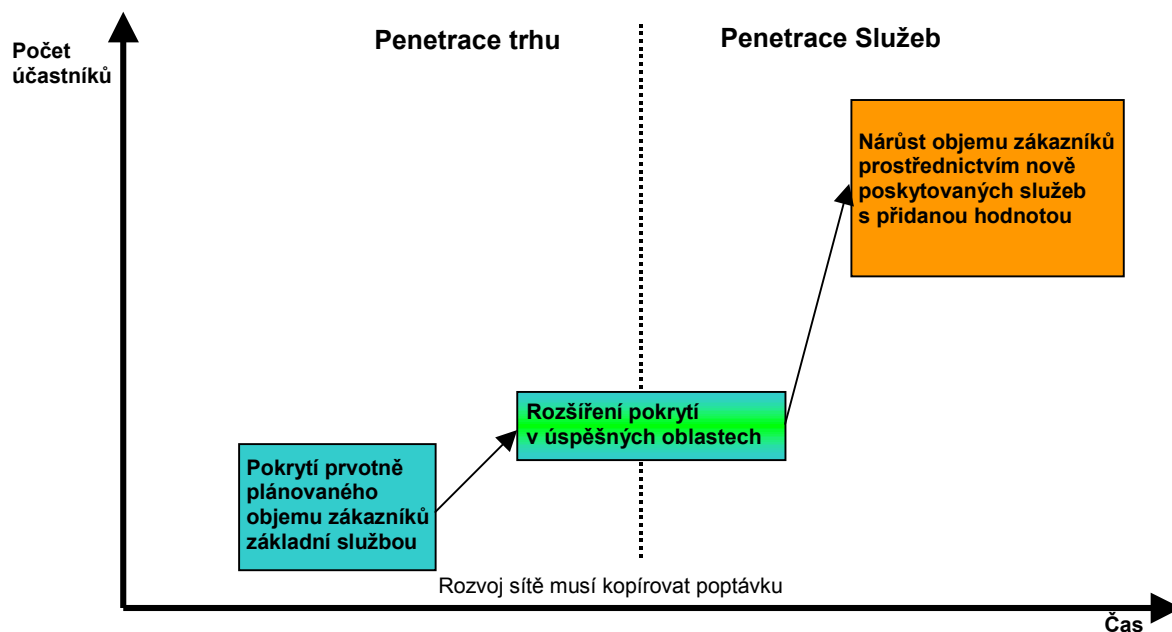 Počet
účastníků
Penetrace trhu
Penetrace Služeb
Nárůst objemu zákazníků
prostřednictvím nově
poskytovaných služeb
s přidanou hodnotou
Rozšíření pokrytí
v úspěšných oblastech
Pokrytí prvotně
plánovaného
objemu zákazníků
základní službou
Rozvoj sítě musí kopírovat poptávku
Čas